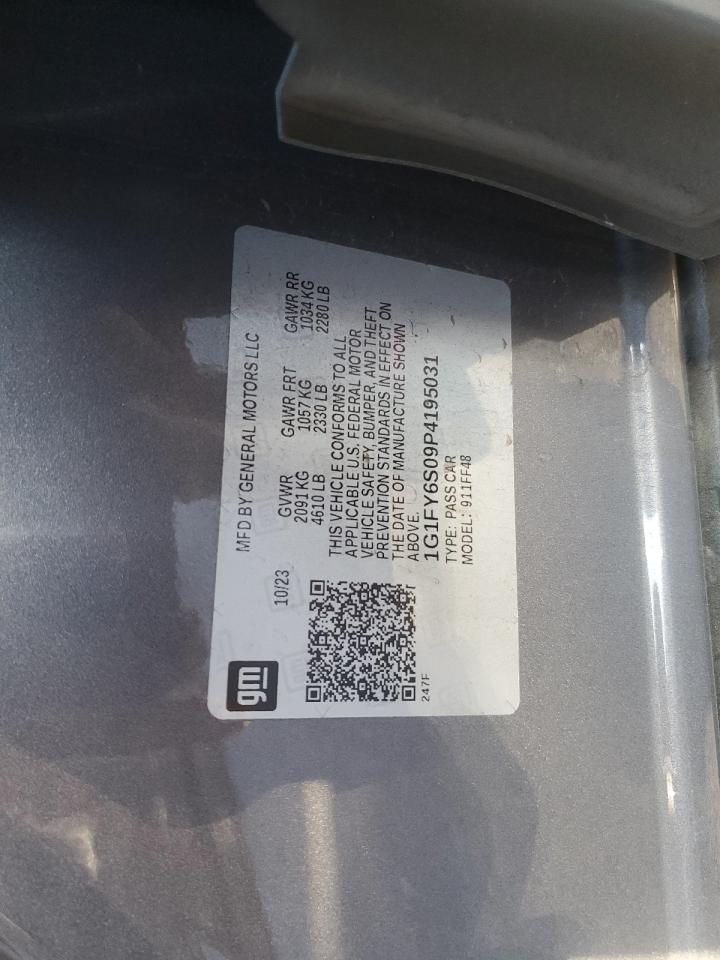 gm
MFD BY GENERAL MOTORS LLC
10/23 GVWR GAWR FRT GAWR RR
2091 KG 1057 KG 1034 KG
4610 LB 2330 LB 2280 LB
THIS VEHICLE CONFORMS TO ALL
APPLICABLE U.S. FEDERAL MOTOR
VEHICLE SAFETY, BUMPER, AND THEFT
PREVENTION STANDARDS IN EFFECT ON
THE DATE OF MANUFACTURE SHOWN
ABOVE.
1G1FY6S09P4195031
TYPE: PASS CAR
MODEL: 911FF48
247F